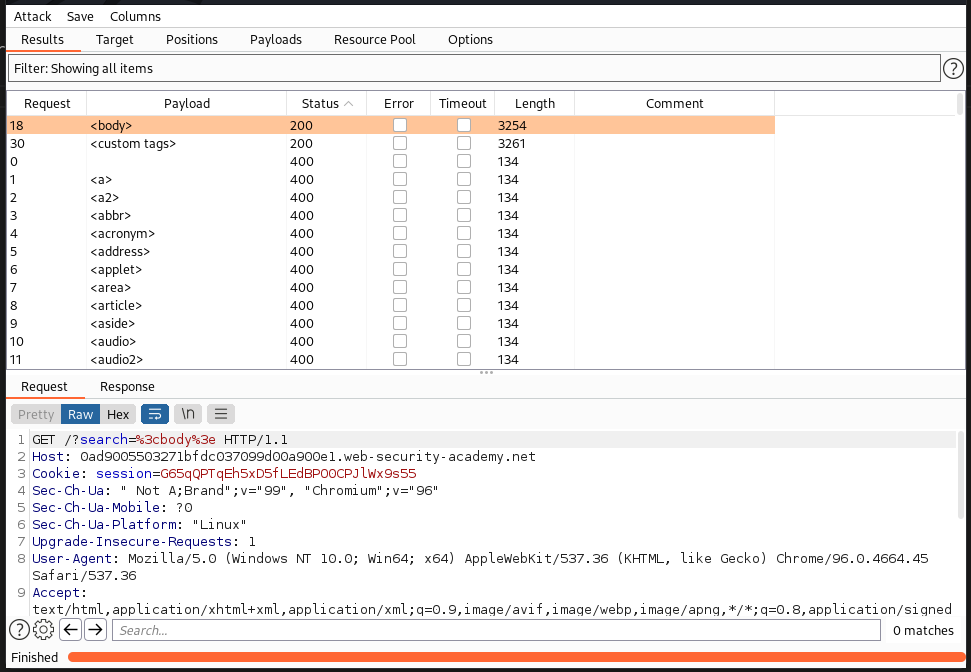 Attack Save Columns
Results Target Positions Payloads Resource Pool Options
Filter: Showing all items ?
Request Payload Status Error Timeout Length Comment
18 <body> 200 3254
30 <custom tags> 200 3261
0 400 134
1 <a> 400 134
2 <a2> 400 134
3 <abbr> 400 134
4 <acronym> 400 134
5 <address> 400 134
6 <applet> 400 134
7 <area> 400 134
8 <article> 400 134
9 <aside> 400 134
10 <audio> 400 134
11 <audio2> 400 134
Request Response
Pretty Raw Hex \n
1 GET /?search=%3cbody%3e HTTP/1.1
2 Host: 0ad9005503271bfdc037099d00a900e1.web-security-academy.net
3 Cookie: session=G65qQPTqEh5xD5fLEdBP00CPJlWx9s55
4 Sec-Ch-Ua: " Not A;Brand";v="99", "Chromium";v="96"
5 Sec-Ch-Ua-Mobile: ?0
6 Sec-Ch-Ua-Platform: "Linux"
7 Upgrade-Insecure-Requests: 1
8 User-Agent: Mozilla/5.0 (Windows NT 10.0; Win64; x64) AppleWebKit/537.36 (KHTML, like Gecko) Chrome/96.0.4664.45
Safari/537.36
9 Accept:
text/html,application/xhtml+xml,application/xml;q=0.9,image/avif,image/webp,image/apng,*/*;q=0.8,application/signed
? Search... 0 matches
Finished